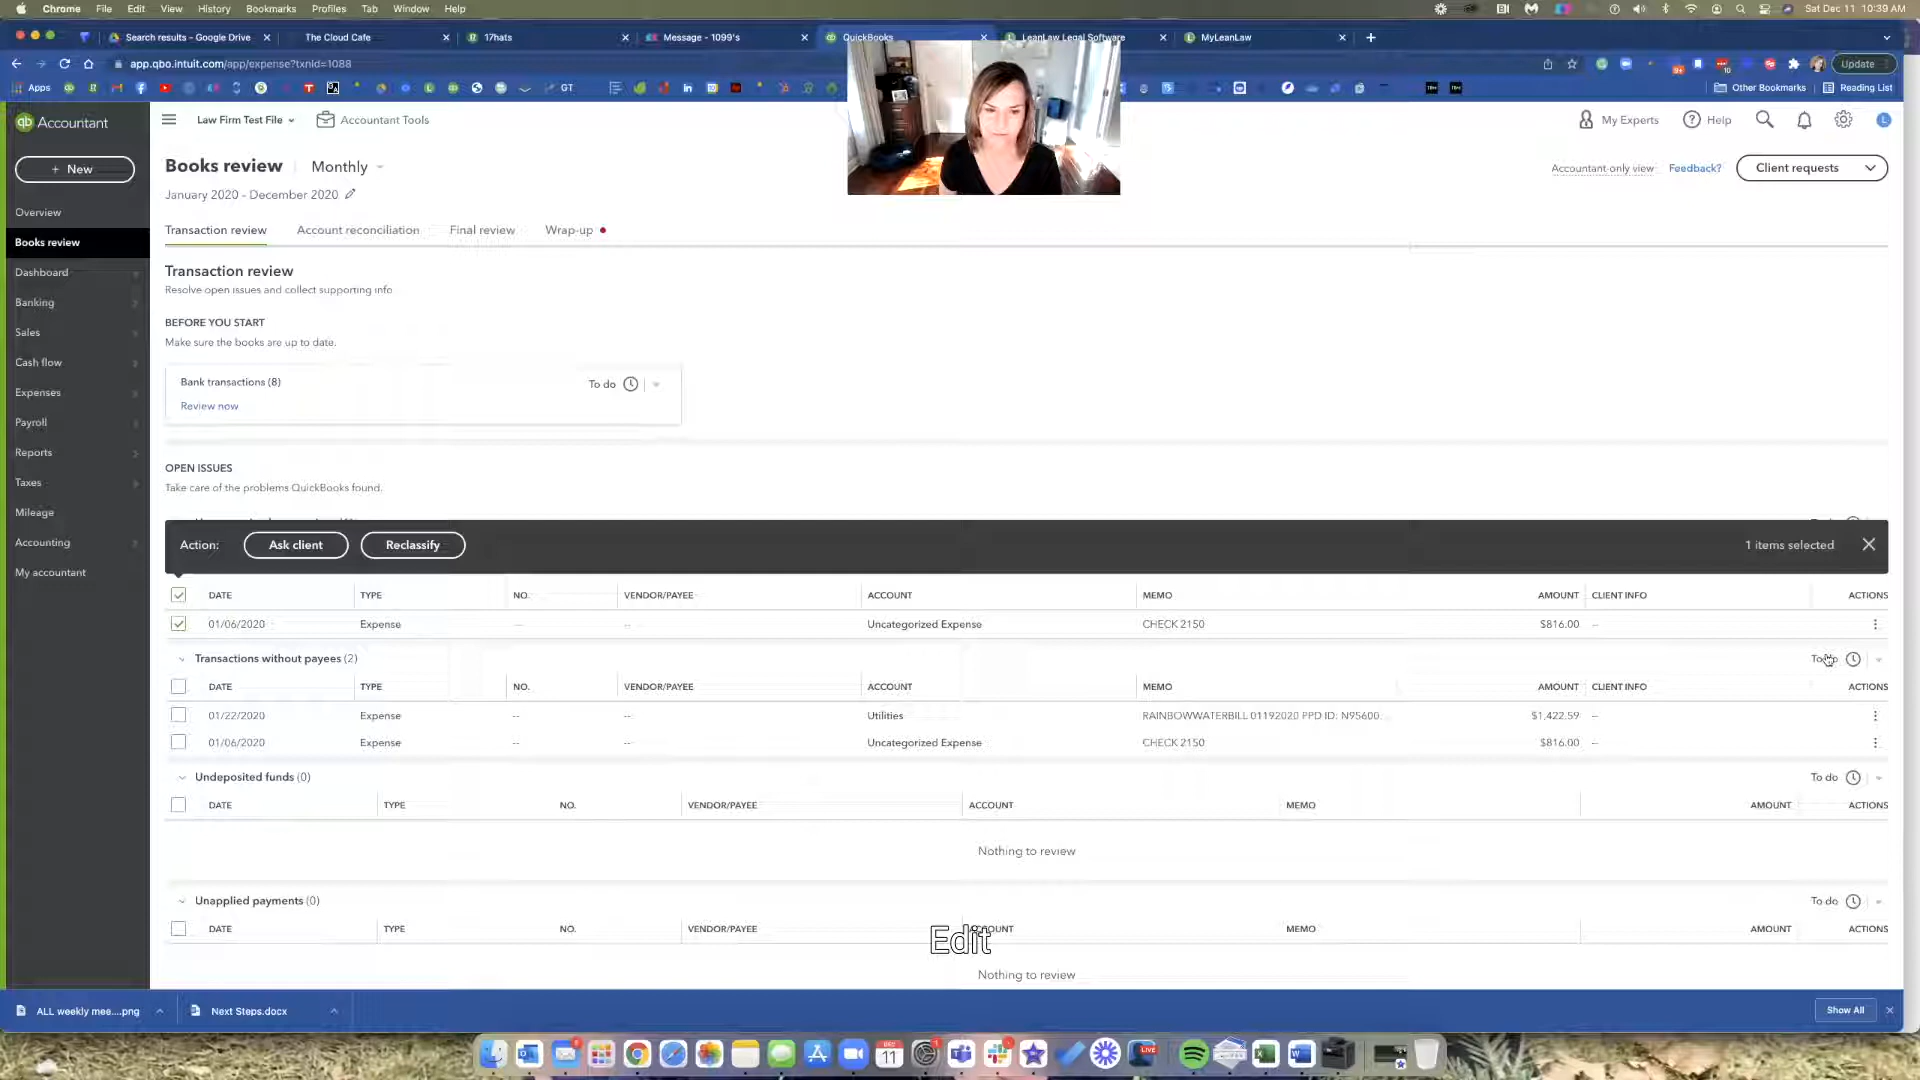 Chrome File Edit View History Bookmarks Profiles Tab Window Help
Sat Dec 11 10:39 AM
Search results - Google Drive
The Cloud Cafe
17hats
Message - 1099's
QuickBooks
LeanLaw Legal Software
MyLeanLaw
app.qbo.intuit.com/app/expense?txnId=1088
Update
Apps
GT
Other Bookmarks
Reading List
qb Accountant
Law Firm Test File
Accountant Tools
My Experts
Help
L
+ New
Books review
Monthly
Accountant-only view
Feedback?
Client requests
January 2020 - December 2020
Overview
Books review
Dashboard
Banking
Sales
Cash flow
Expenses
Payroll
Reports
Taxes
Mileage
Accounting
My accountant
Transaction review
Account reconciliation
Final review
Wrap-up
Transaction review
Resolve open issues and collect supporting info.
BEFORE YOU START
Make sure the books are up to date.
Bank transactions (8)
To do
Review now
OPEN ISSUES
Take care of the problems QuickBooks found.
Action:
Ask client
Reclassify
1 items selected
DATE TYPE NO. VENDOR/PAYEE ACCOUNT MEMO AMOUNT CLIENT INFO ACTIONS
01/06/2020 Expense -- -- Uncategorized Expense CHECK 2150 $816.00 --
Transactions without payees (2)
DATE TYPE NO. VENDOR/PAYEE ACCOUNT MEMO AMOUNT CLIENT INFO ACTIONS
01/22/2020 Expense -- -- Utilities RAINBOWWATERBILL 01192020 PPD ID: N95600... $1,422.59 --
01/06/2020 Expense -- -- Uncategorized Expense CHECK 2150 $816.00 --
Undeposited funds (0)
To do
DATE TYPE NO. VENDOR/PAYEE ACCOUNT MEMO AMOUNT ACTIONS
Nothing to review
Unapplied payments (0)
To do
DATE TYPE NO. VENDOR/PAYEE MEMO AMOUNT ACTIONS
Edit
Nothing to review
ALL weekly mee....png
Next Steps.docx
Show All
DEC
11
LIVE